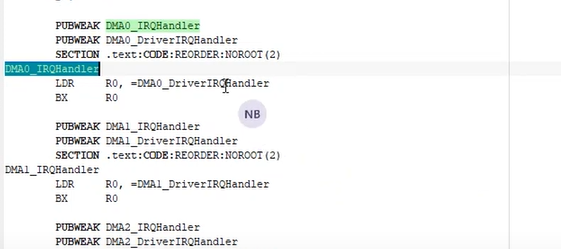 PUBWEAK DMA0_IRQHandler
PUBWEAK DMA0_DriverIRQHandler
SECTION .text:CODE:REORDER:NOROOT(2)
DMA0_IRQHandler
LDR R0, =DMA0_DriverIRQHandler
BX R0
NB
PUBWEAK DMA1_IRQHandler
PUBWEAK DMA1_DriverIRQHandler
SECTION .text:CODE:REORDER:NOROOT(2)
DMA1_IRQHandler
LDR R0, =DMA1_DriverIRQHandler
BX R0
PUBWEAK DMA2_IRQHandler
PUBWEAK DMA2_DriverIRQHandler